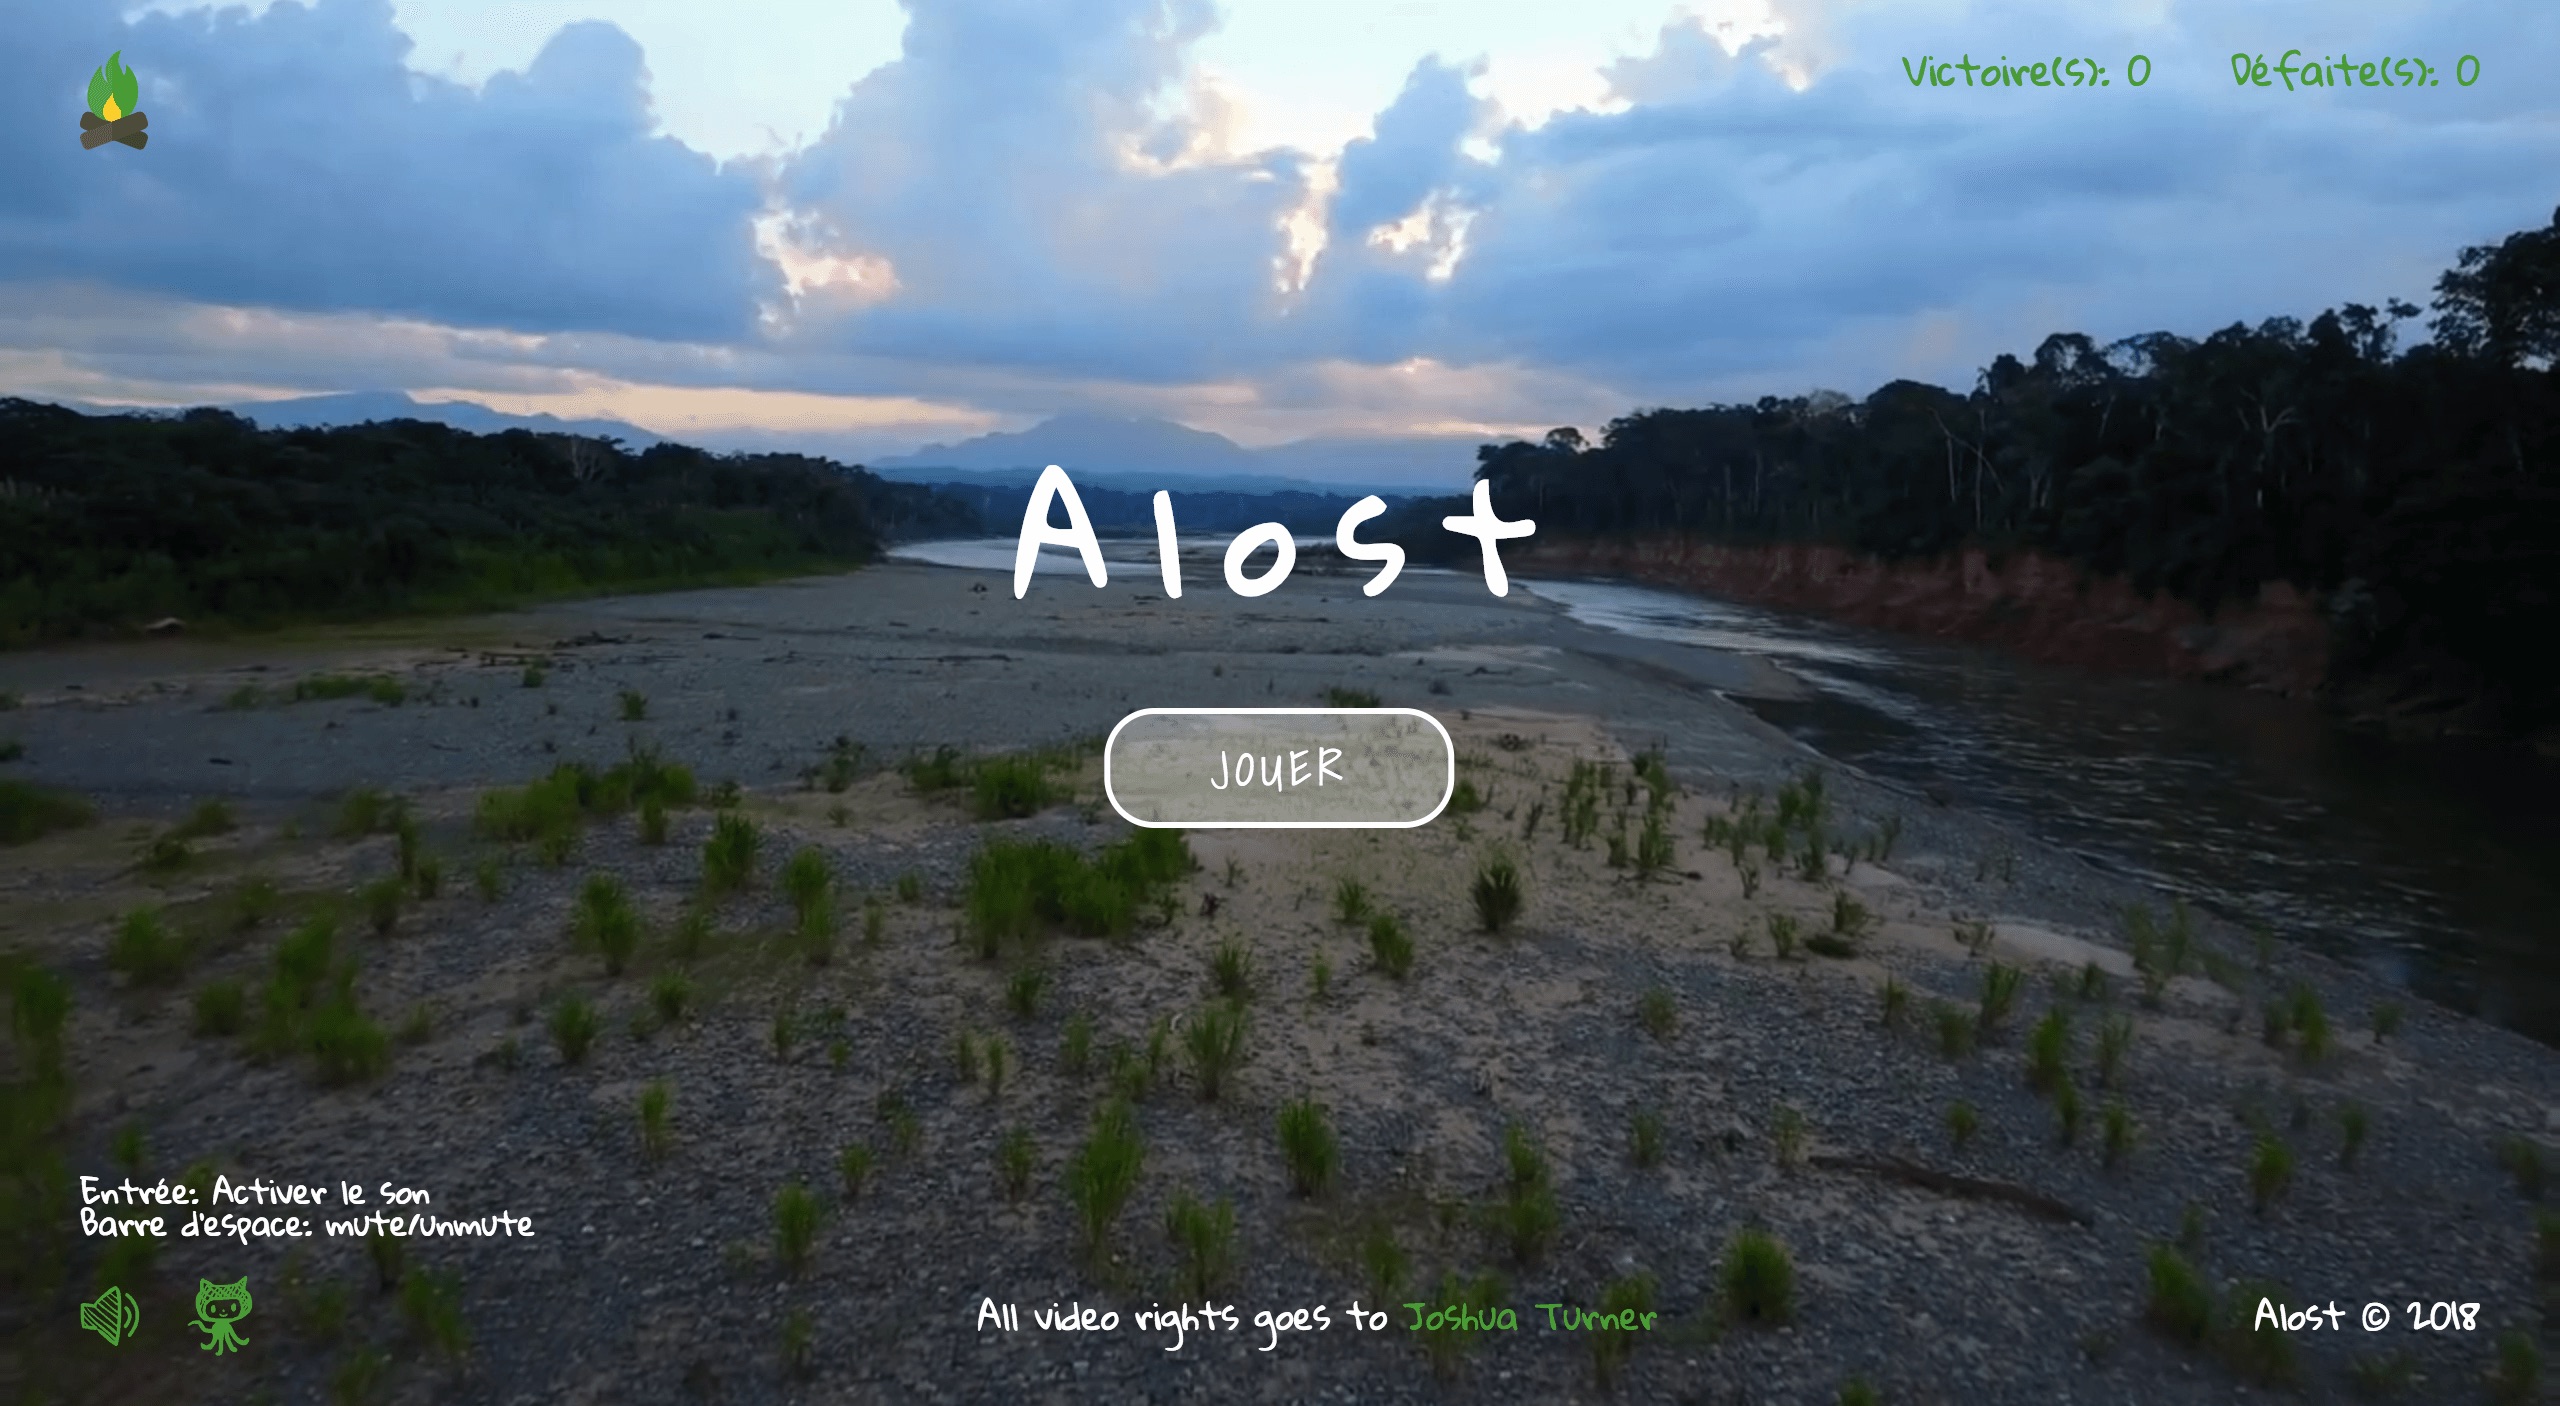 Victoire(s): 0 Défaite(s): 0
Alost
JOUER
Entrée: Activer le son
Barre d'espace: mute/unmute
All video rights goes to Joshua Turner
Alost © 2018